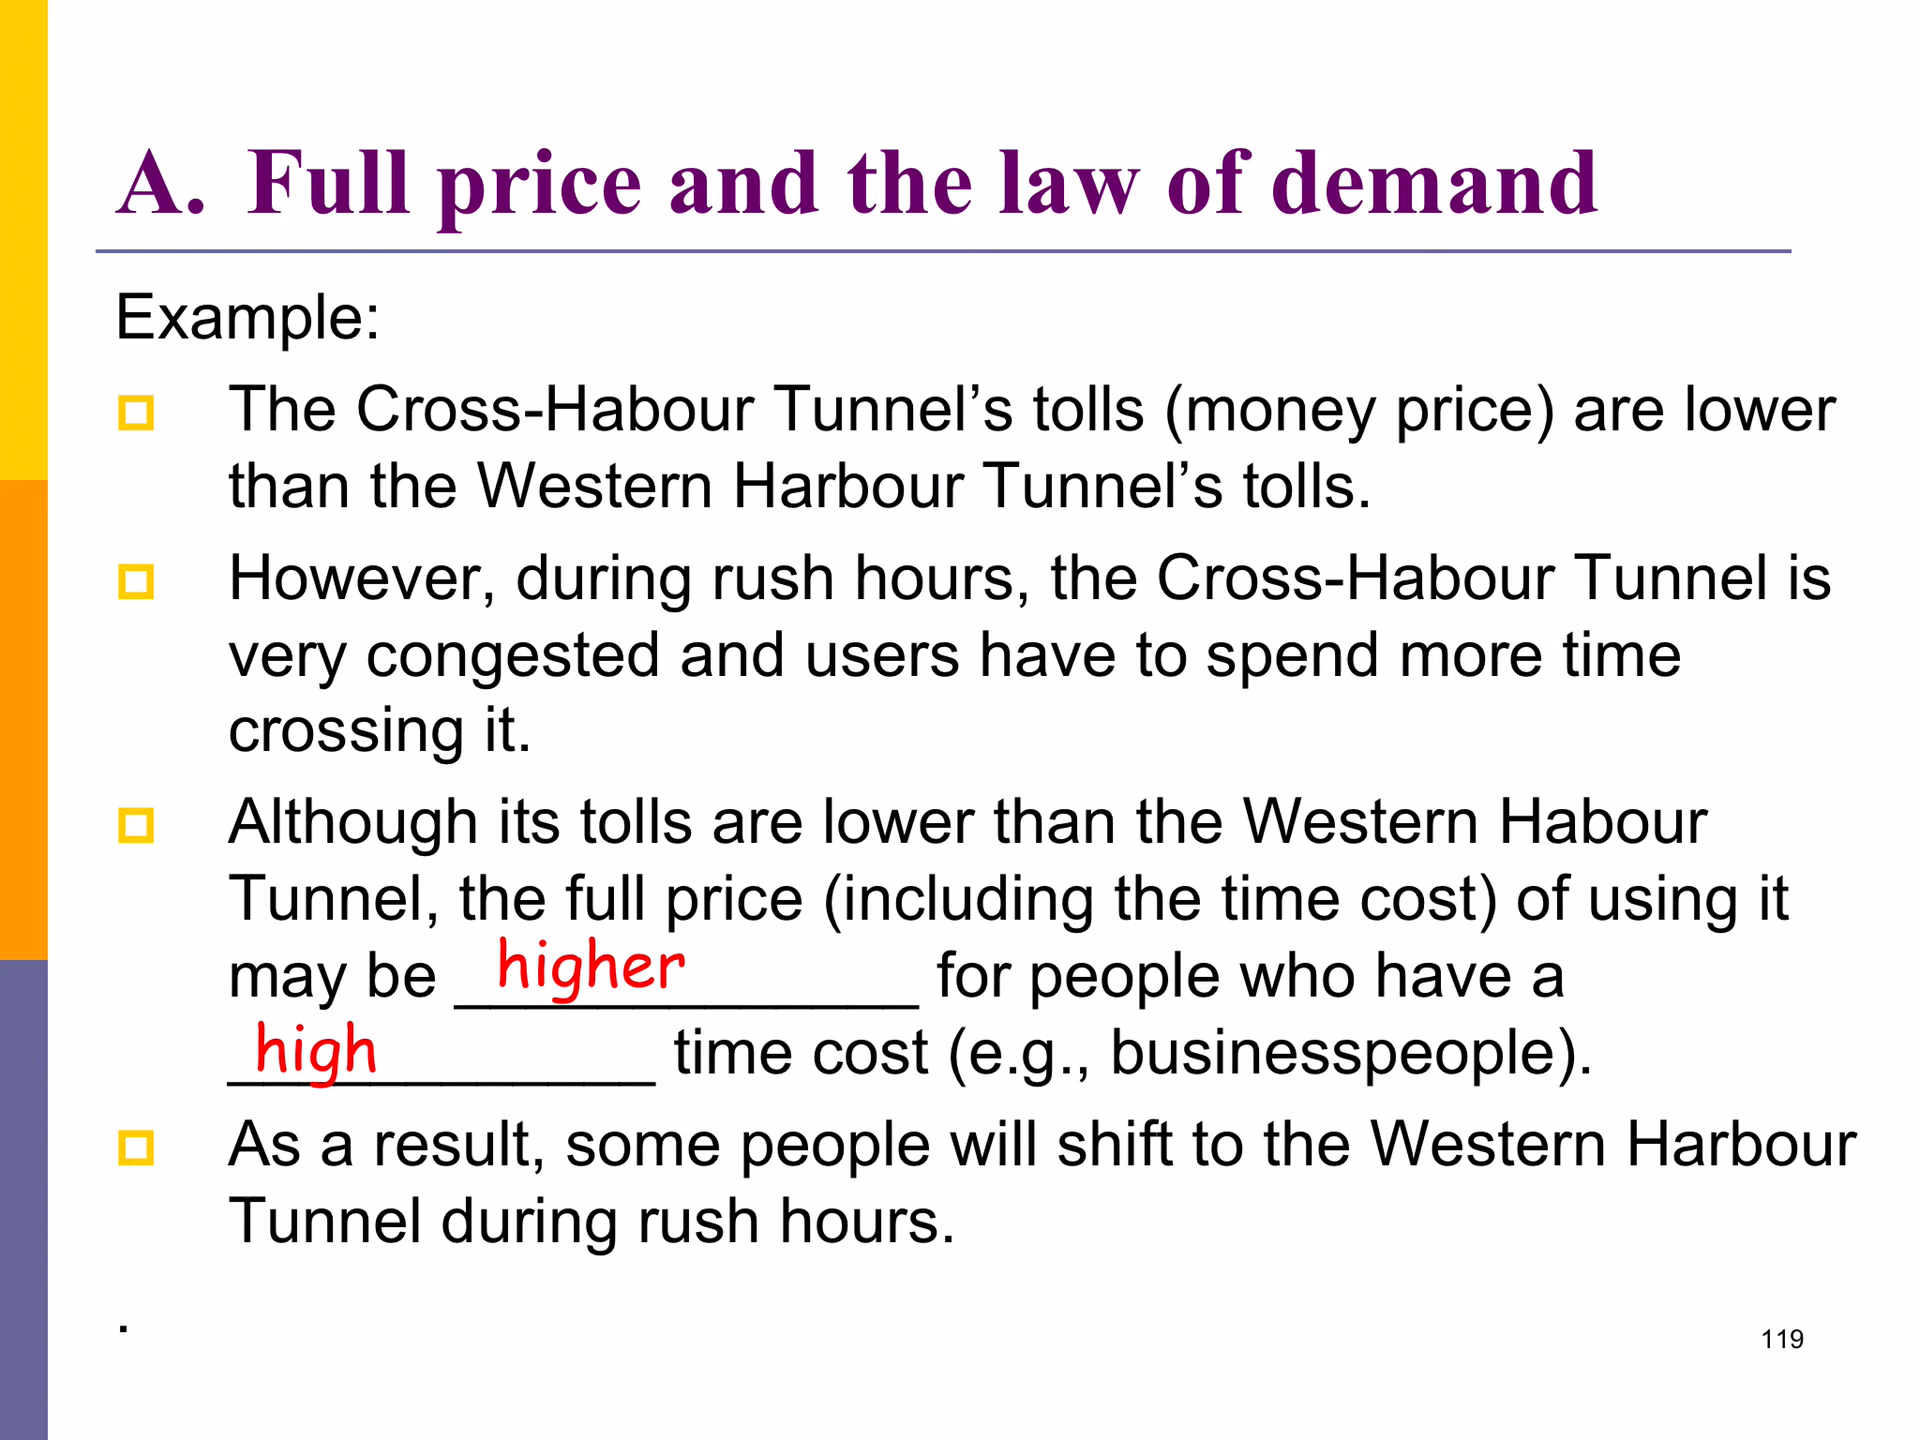 A. Full price and the law of demand
Example:
The Cross-Habour Tunnel’s tolls (money price) are lower
than the Western Harbour Tunnel’s tolls.
However, during rush hours, the Cross-Habour Tunnel is
very congested and users have to spend more time
crossing it.
Although its tolls are lower than the Western Habour
Tunnel, the full price (including the time cost) of using it
may be higher for people who have a
high time cost (e.g., businesspeople).
As a result, some people will shift to the Western Harbour
Tunnel during rush hours.
.
119